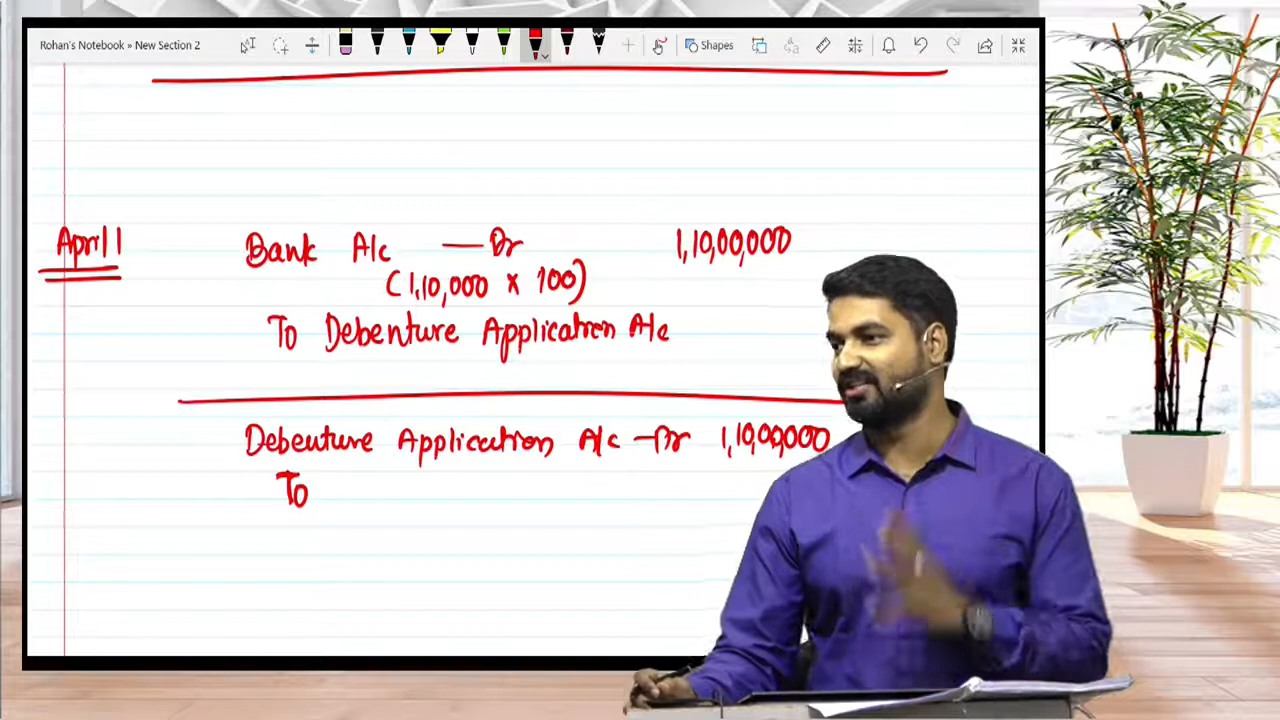 Rohan's Notebook » New Section 2
Shapes
April 1 Bank A/c — Dr 1,10,00,000
(1,10,000 × 100)
To Debenture Application A/c
Debenture Application A/c — Dr 1,10,00,000
To